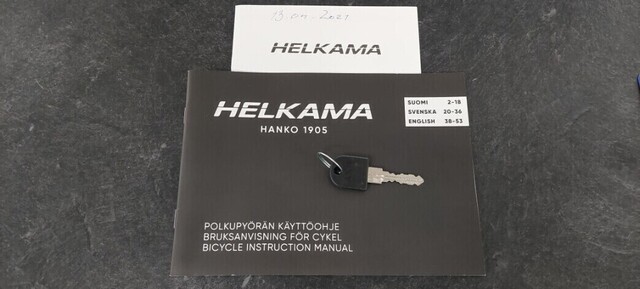 2021
HELKAMA
HELKAMA
HANKO 1905
SUOMI 2-18
SVENSKA 20-36
ENGLISH 38-53
POLKUPYÖRÄN KÄYTTÖOHJE
BRUKSANVISNING FÖR CYKEL
BICYCLE INSTRUCTION MANUAL